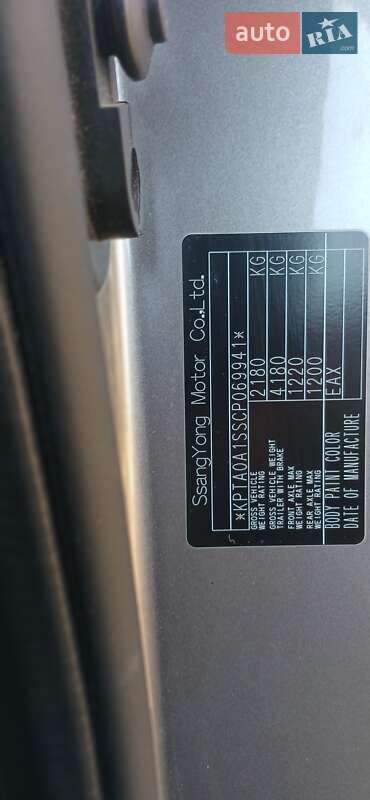 auto RIA.com
SsangYong Motor Co.,Ltd.
*KPTA0A1SSCP069941*
GROSS VEHICLE WEIGHT RATING 2180 KG
GROSS VEHICLE WEIGHT TRAILER WITH BRAKE 4180 KG
FRONT AXLE MAX WEIGHT RATING 1220 KG
REAR AXLE MAX WEIGHT RATING 1200 KG
BODY PAINT COLOR EAX
DATE OF MANUFACTURE